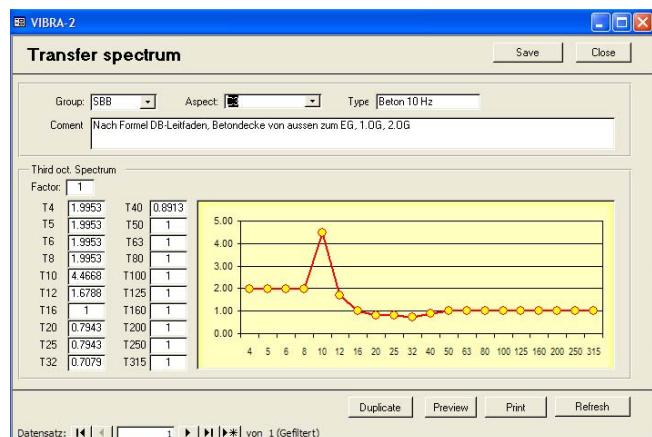 VIBRA-2
Transfer spectrum
Save
Close
Group: SBB
Aspect:
Type Beton 10 Hz
Coment Nach Formel DB-Leitfaden, Betondecke von aussen zum EG, 1.OG, 2.OG
Third oct. Spectrum
Factor: 1
T4 1.9953 T40 0.8913
T5 1.9953 T50 1
T6 1.9953 T63 1
T8 1.9953 T80 1
T10 4.4668 T100 1
T12 1.6788 T125 1
T16 1 T160 1
T20 0.7943 T200 1
T25 0.7943 T250 1
T32 0.7079 T315 1
5.00
4.00
3.00
2.00
1.00
0.00
4 5 6 8 10 12 16 20 25 32 40 50 63 80 100 125 160 200 250 315
Duplicate
Preview
Print
Refresh
Datensatz: 1 von 1 (Gefiltert)